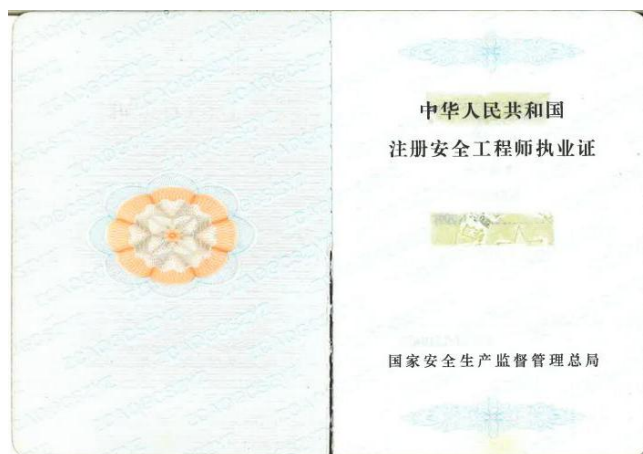 中华人民共和国
注册安全工程师执业证
国家安全生产监督管理总局